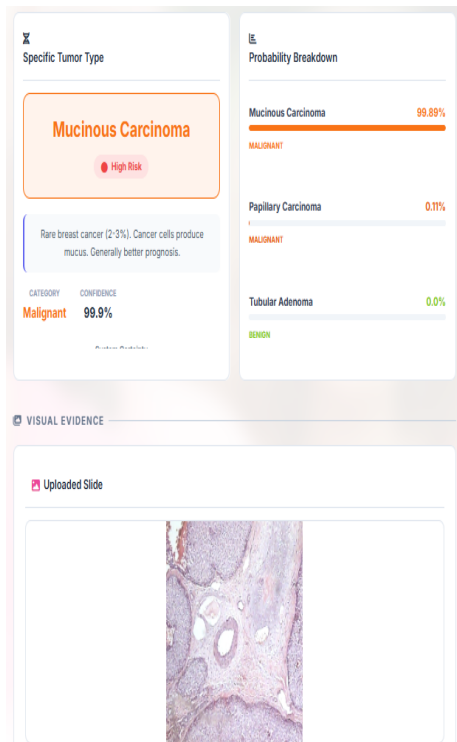 Specific Tumor Type
Mucinous Carcinoma
High Risk
Rare breast cancer (2-3%). Cancer cells produce
mucus. Generally better prognosis.
CATEGORY CONFIDENCE
Malignant 99.9%
Probability Breakdown
Mucinous Carcinoma 99.89%
MALIGNANT
Papillary Carcinoma 0.11%
MALIGNANT
Tubular Adenoma 0.0%
BENIGN
VISUAL EVIDENCE
Uploaded Slide